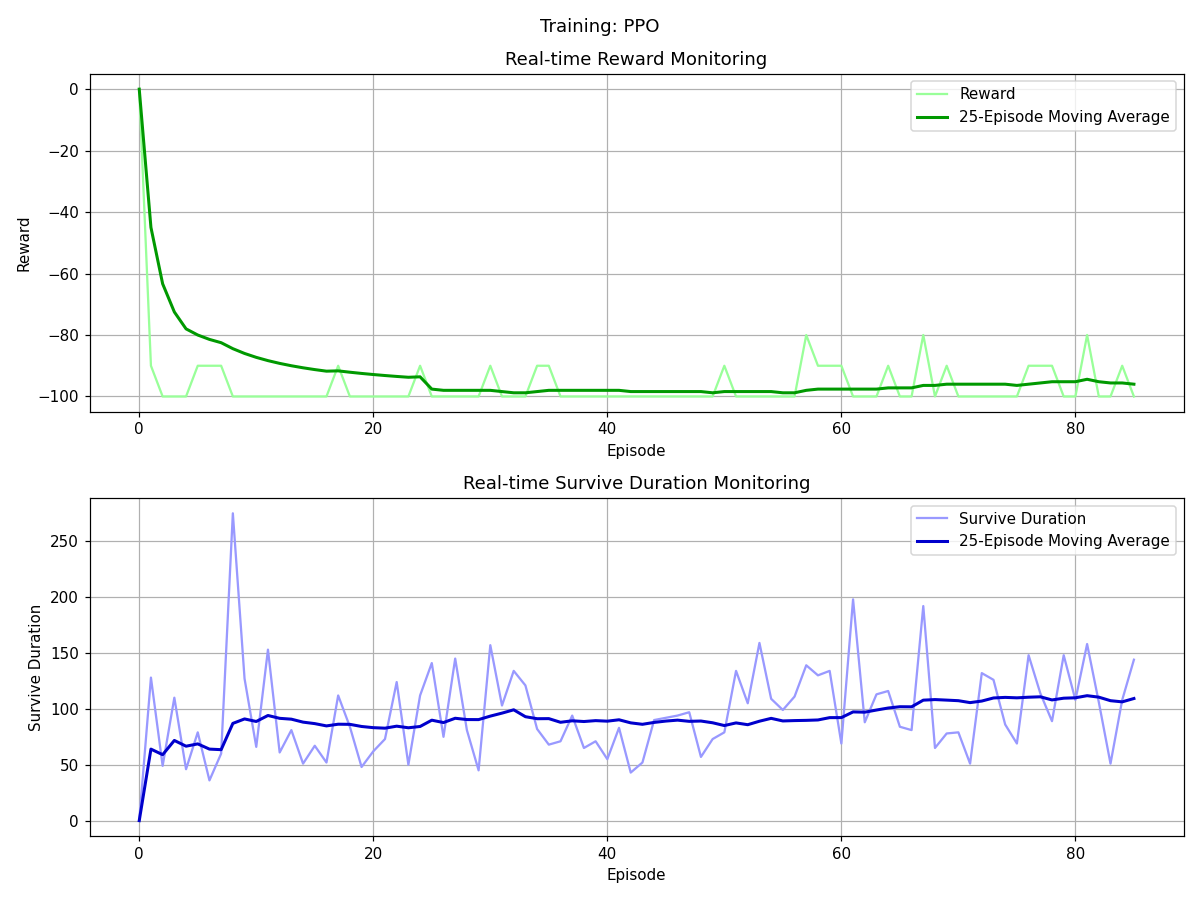 Training: PPO
Real-time Reward Monitoring
Reward
25-Episode Moving Average
0
−20
−40
−60
−80
−100
Reward
0
20
40
60
80
Episode
Real-time Survive Duration Monitoring
Survive Duration
25-Episode Moving Average
250
200
150
100
50
0
Survive Duration
0
20
40
60
80
Episode